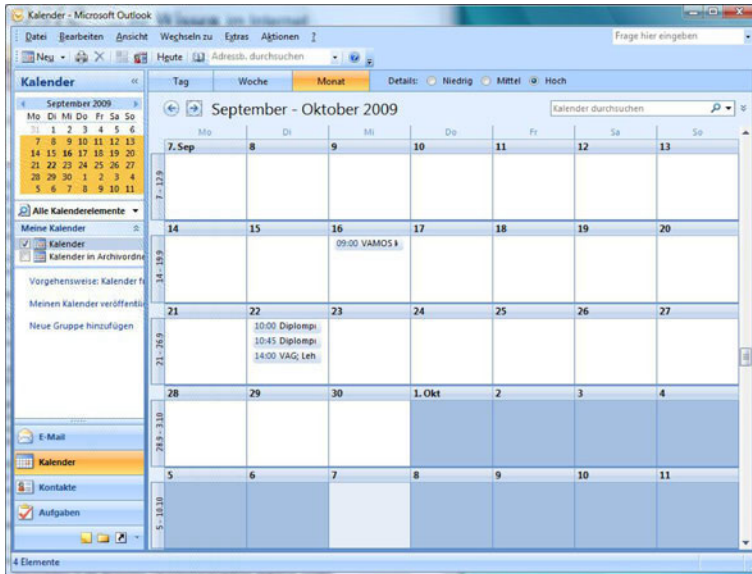 Kalender - Microsoft Outlook
Datei Bearbeiten Ansicht Wechseln zu Extras Aktionen ?
Frage hier eingeben
Neu Heute Adressb. durchsuchen
Kalender
Tag Woche Monat Details: Niedrig Mittel Hoch
September 2009
Mo Di Mi Do Fr Sa So
31 1 2 3 4 5 6
7 8 9 10 11 12 13
14 15 16 17 18 19 20
21 22 23 24 25 26 27
28 29 30 1 2 3 4
5 6 7 8 9 10 11
Alle Kalenderelemente
Meine Kalender
Kalender
Kalender in Archivordne
Vorgehensweise: Kalender f
Meinen Kalender veröffentli
Neue Gruppe hinzufügen
E-Mail
Kalender
Kontakte
Aufgaben
September - Oktober 2009
Kalender durchsuchen
Mo Di Mi Do Fr Sa So
7 - 12.9
7. Sep 8 9 10 11 12 13
14 - 19.9
14 15 16 17 18 19 20
09:00 VAMOS
21 - 26.9
21 22 23 24 25 26 27
10:00 Diplomp
10:45 Diplomp
14:00 VAG; Leh
28.9 - 3.10
28 29 30 1. Okt 2 3 4
5 - 10.10
5 6 7 8 9 10 11
4 Elemente